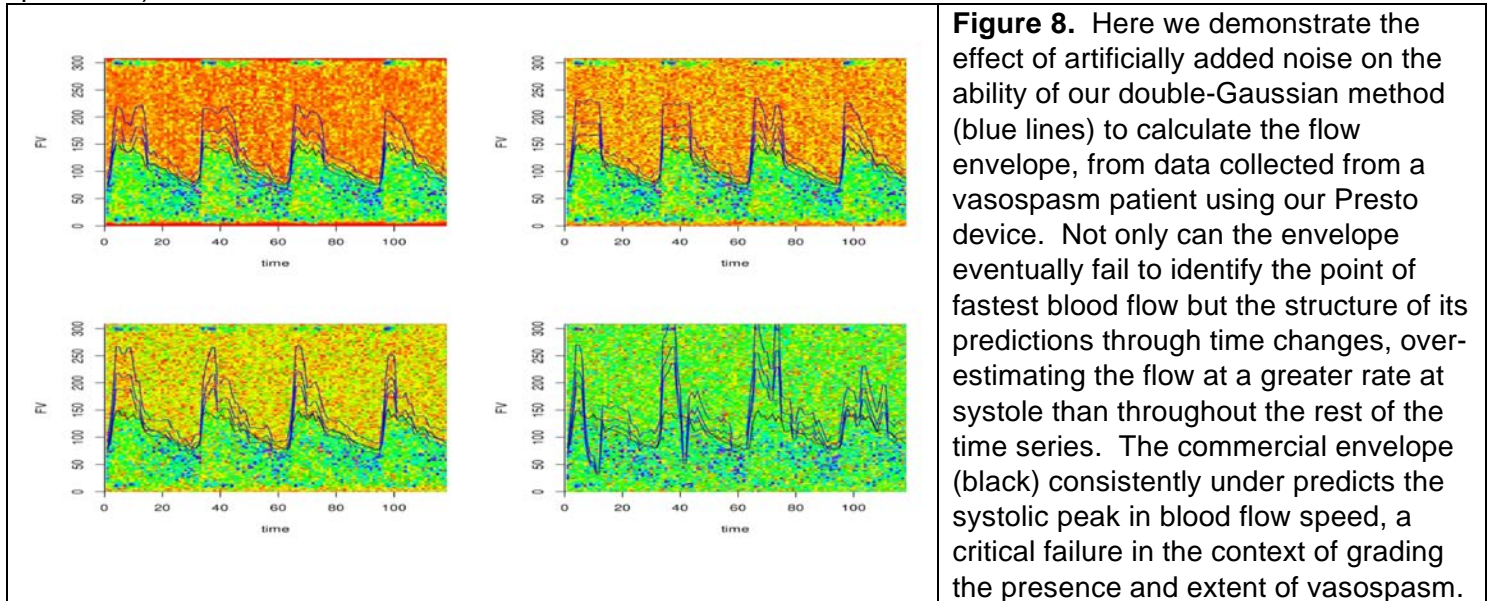 300
250
200
150
100
50
0
FV
0 20 40 60 80 100
time
300
250
200
150
100
50
0
FV
0 20 40 60 80 100
time
300
250
200
150
100
50
0
FV
0 20 40 60 80 100
time
300
250
200
150
100
50
0
FV
0 20 40 60 80 100
time
Figure 8. Here we demonstrate the
effect of artificially added noise on the
ability of our double-Gaussian method
(blue lines) to calculate the flow
envelope, from data collected from a
vasospasm patient using our Presto
device. Not only can the envelope
eventually fail to identify the point of
fastest blood flow but the structure of its
predictions through time changes, over-
estimating the flow at a greater rate at
systole than throughout the rest of the
time series. The commercial envelope
(black) consistently under predicts the
systolic peak in blood flow speed, a
critical failure in the context of grading
the presence and extent of vasospasm.